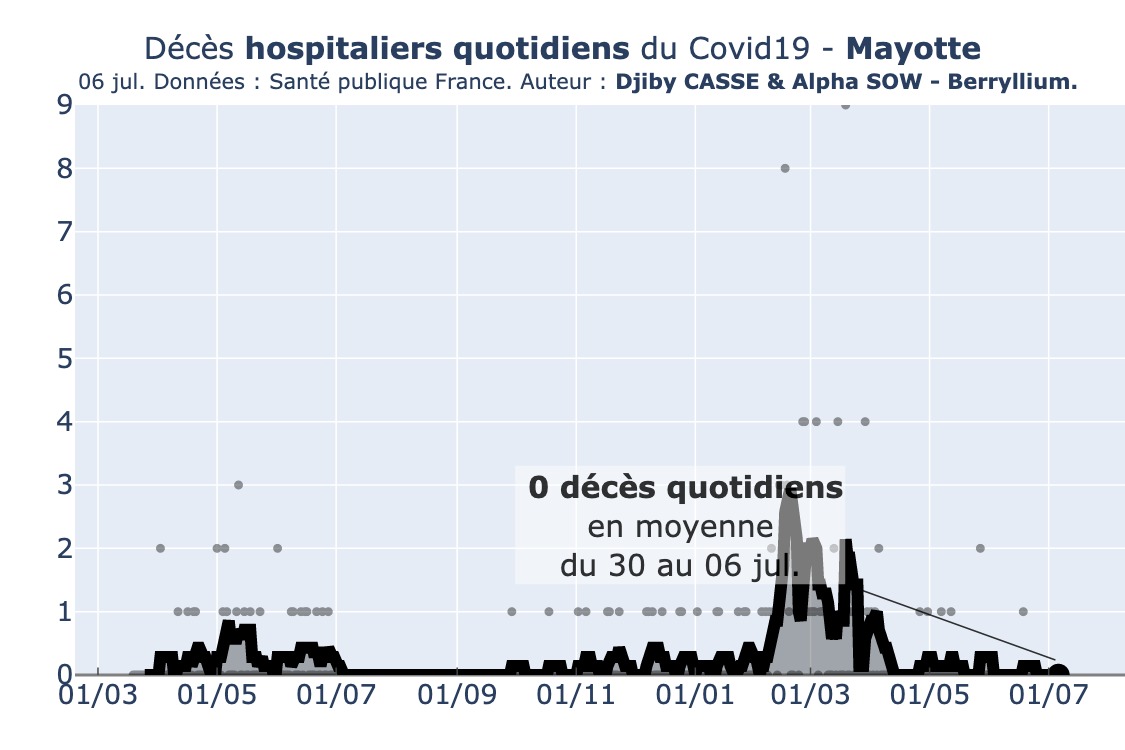 Décès hospitaliers quotidiens du Covid19 - Mayotte
06 jul. Données : Santé publique France. Auteur : Djiby CASSE & Alpha SOW - Berryllium.
9
8
7
6
5
4
3
2
1
0
0 décès quotidiens
en moyenne
du 30 au 06 jul.
01/03 01/05 01/07 01/09 01/11 01/01 01/03 01/05 01/07